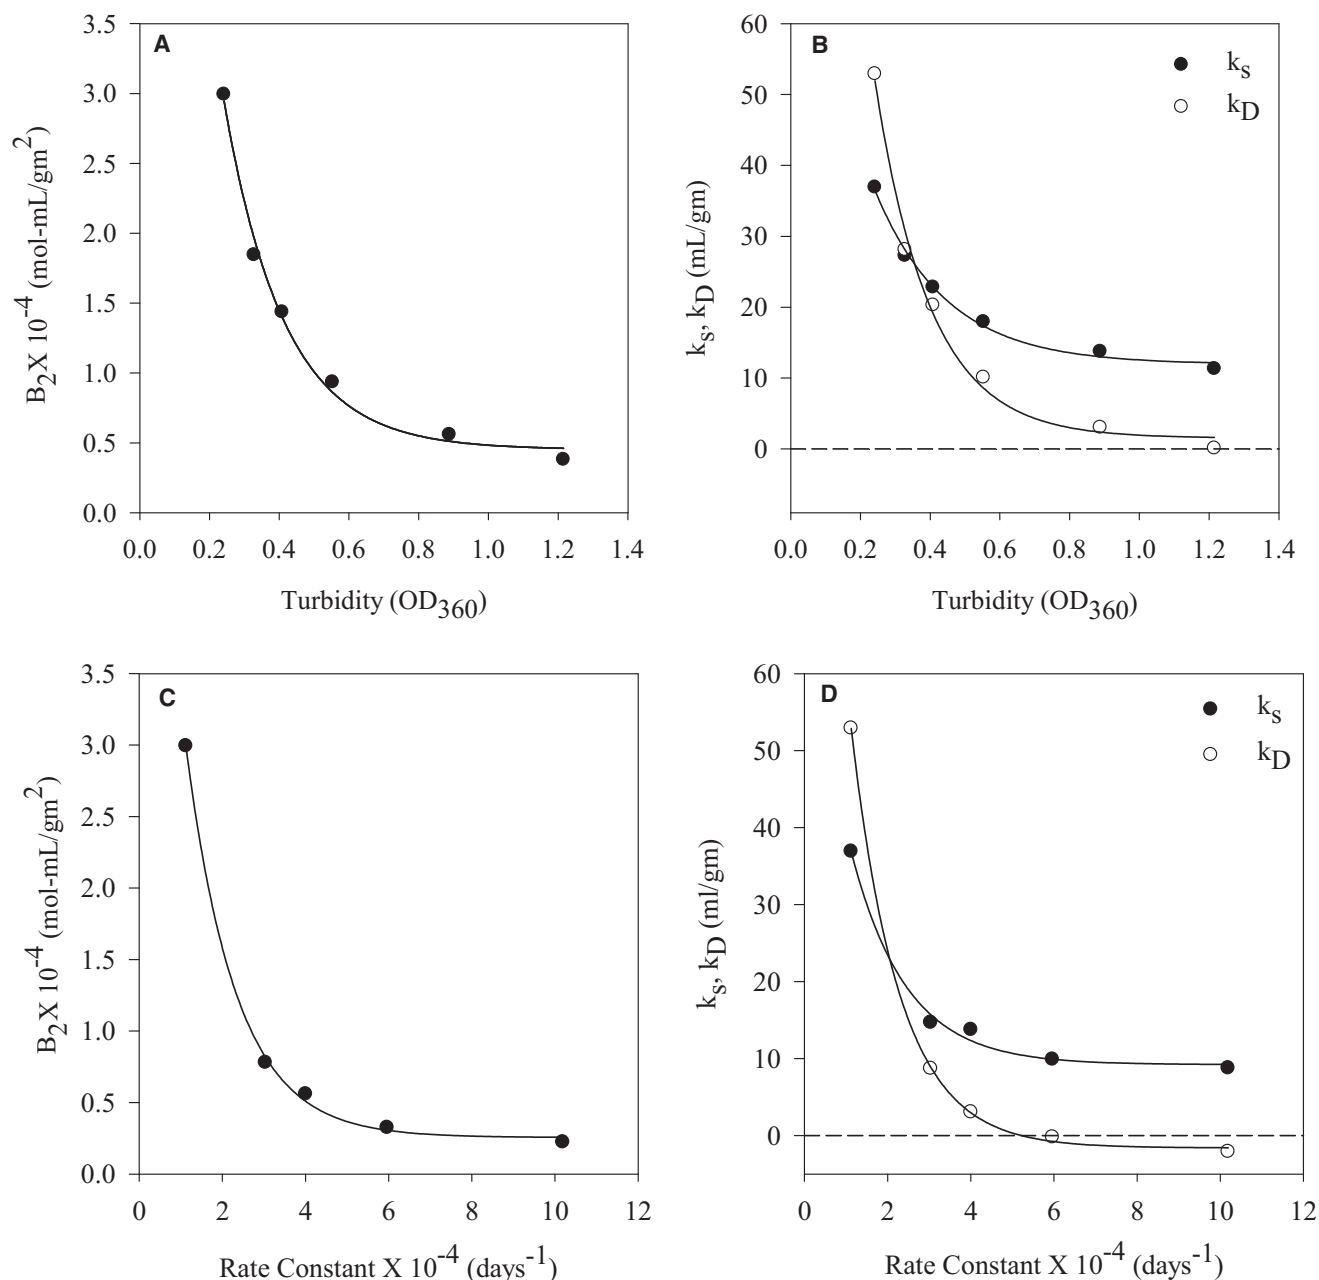 A
3.5
3.0
2.5
2.0
1.5
1.0
0.5
0.0
B₂X 10⁻⁴ (mol-mL/gm²)
0.0 0.2 0.4 0.6 0.8 1.0 1.2 1.4
Turbidity (OD₃₆₀)
B
kₛ
k_D
60
50
40
30
20
10
0
kₛ, k_D (mL/gm)
0.0 0.2 0.4 0.6 0.8 1.0 1.2 1.4
Turbidity (OD₃₆₀)
C
3.5
3.0
2.5
2.0
1.5
1.0
0.5
0.0
B₂X 10⁻⁴ (mol-mL/gm²)
0 2 4 6 8 10 12
Rate Constant X 10⁻⁴ (days⁻¹)
D
kₛ
k_D
60
50
40
30
20
10
0
kₛ, k_D (ml/gm)
0 2 4 6 8 10 12
Rate Constant X 10⁻⁴ (days⁻¹)